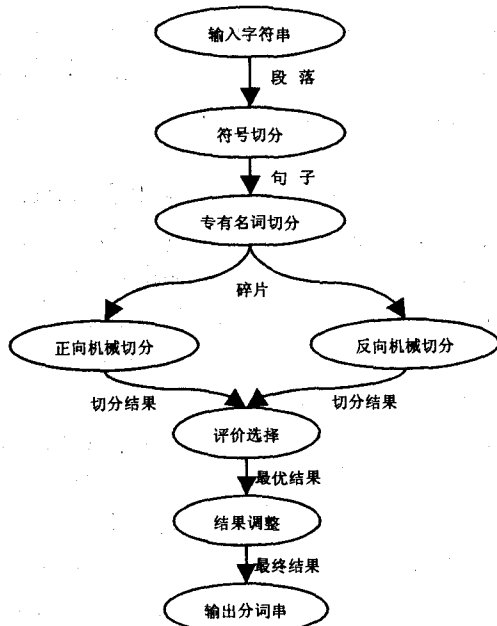 输入字符串
段 落
符号切分
句 子
专有名词切分
碎片
正向机械切分
反向机械切分
切分结果
切分结果
评价选择
最优结果
结果调整
最终结果
输出分词串